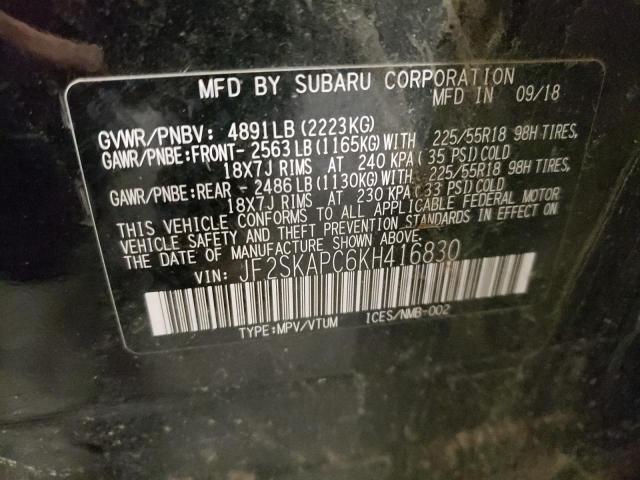 MFD BY SUBARU CORPORATION
MFD IN 09/18
GVWR/PNBV: 4891LB (2223KG)
GAWR/PNBE:FRONT- 2563LB (1165KG)WITH 225/55R18 98H TIRES,
18X7J RIMS AT 240 KPA(35 PSI)COLD
GAWR/PNBE:REAR - 2486LB (1130KG)WITH 225/55R18 98H TIRES,
18X7J RIMS AT 230 KPA(33 PSI)COLD
THIS VEHICLE CONFORMS TO ALL APPLICABLE FEDERAL MOTOR
VEHICLE SAFETY AND THEFT PREVENTION STANDARDS IN EFFECT ON
THE DATE OF MANUFACTURE SHOWN ABOVE.
VIN: JF2SKAPC6KH416830
TYPE:MPV/VTUM ICES/NMB-002